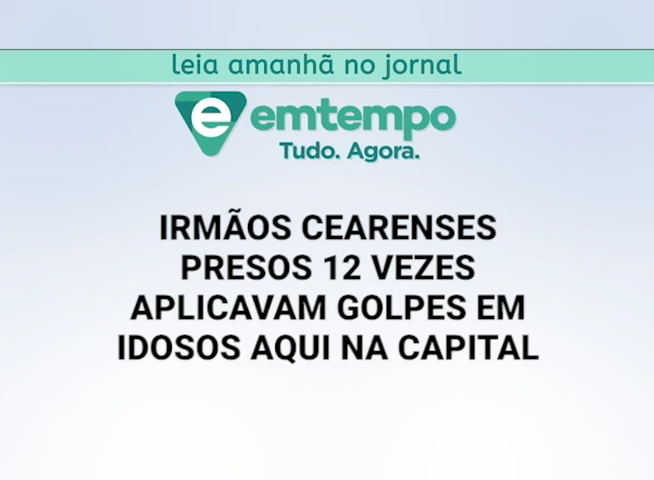 leia amanhã no jornal
e emtempo
Tudo. Agora.
IRMÃOS CEARENSES
PRESOS 12 VEZES
APLICAVAM GOLPES EM
IDOSOS AQUI NA CAPITAL